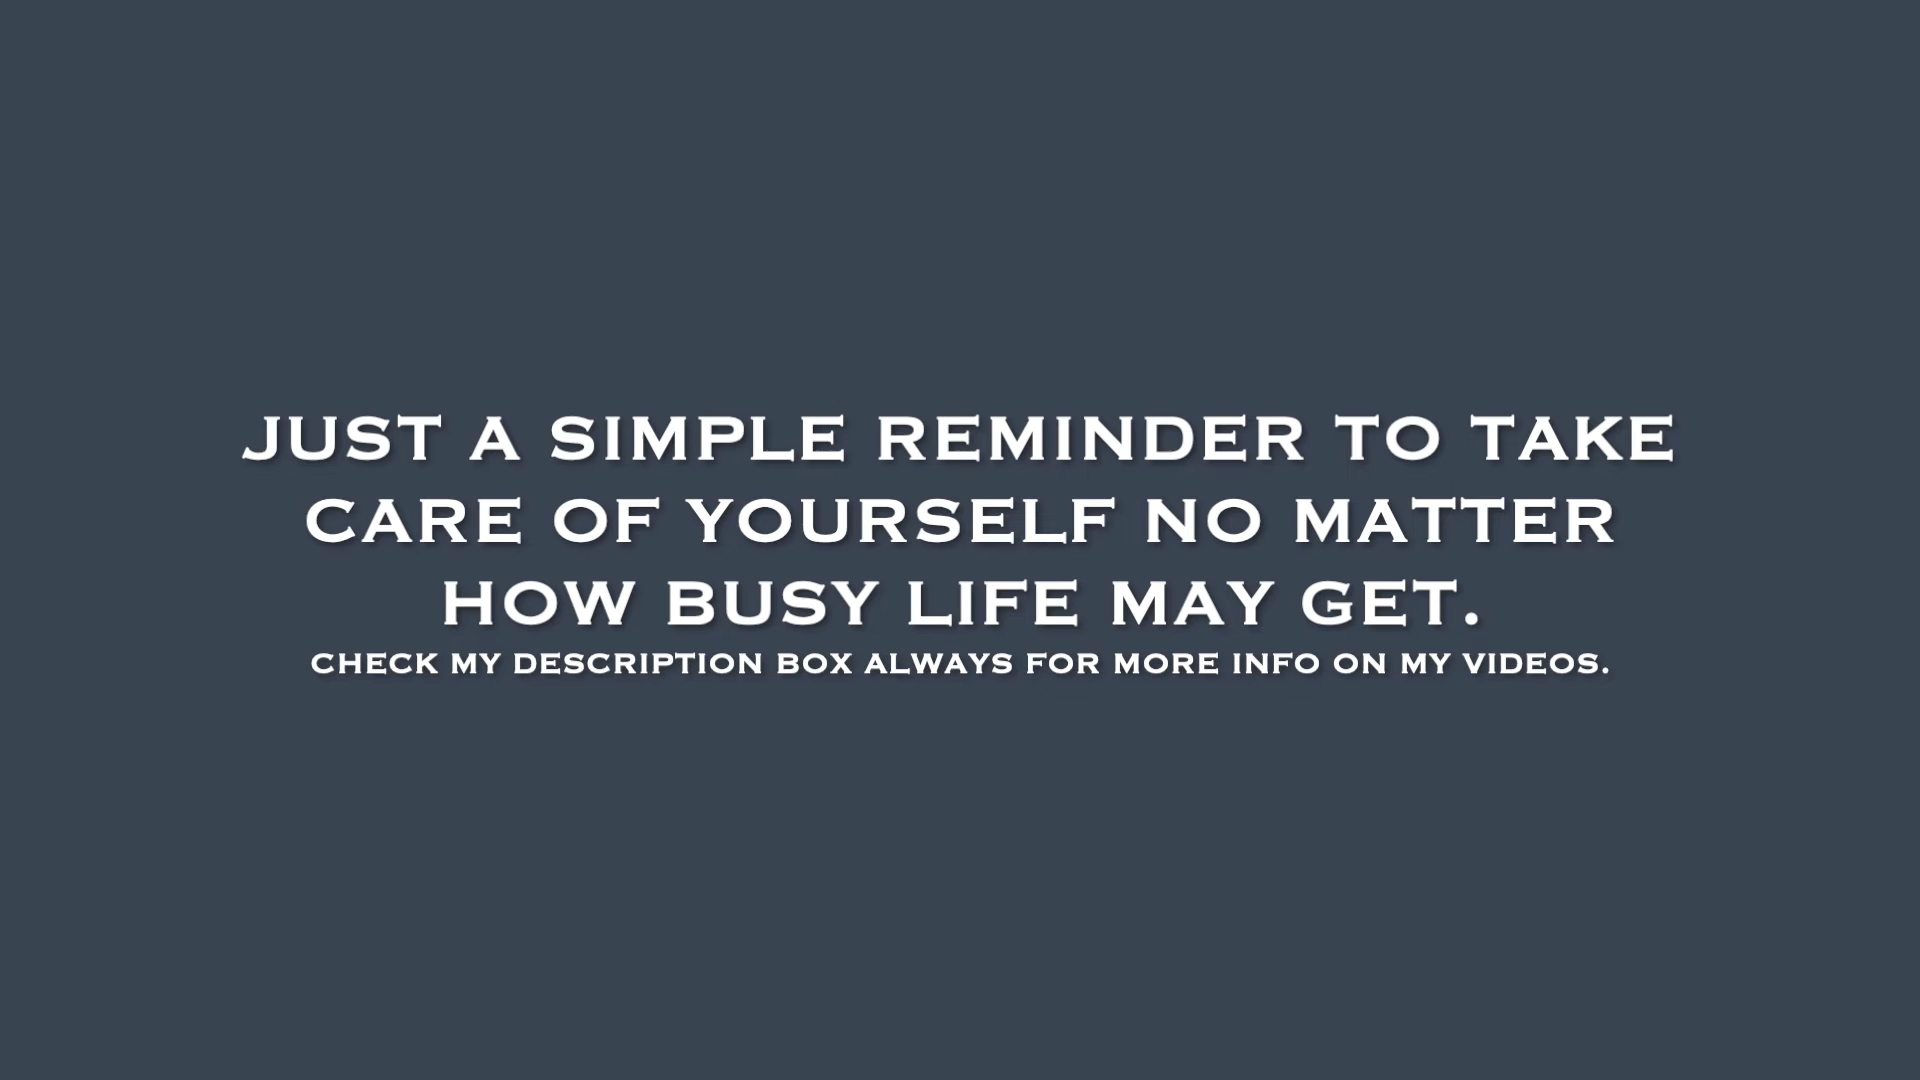 JUST A SIMPLE REMINDER TO TAKE
CARE OF YOURSELF NO MATTER
HOW BUSY LIFE MAY GET.
CHECK MY DESCRIPTION BOX ALWAYS FOR MORE INFO ON MY VIDEOS.